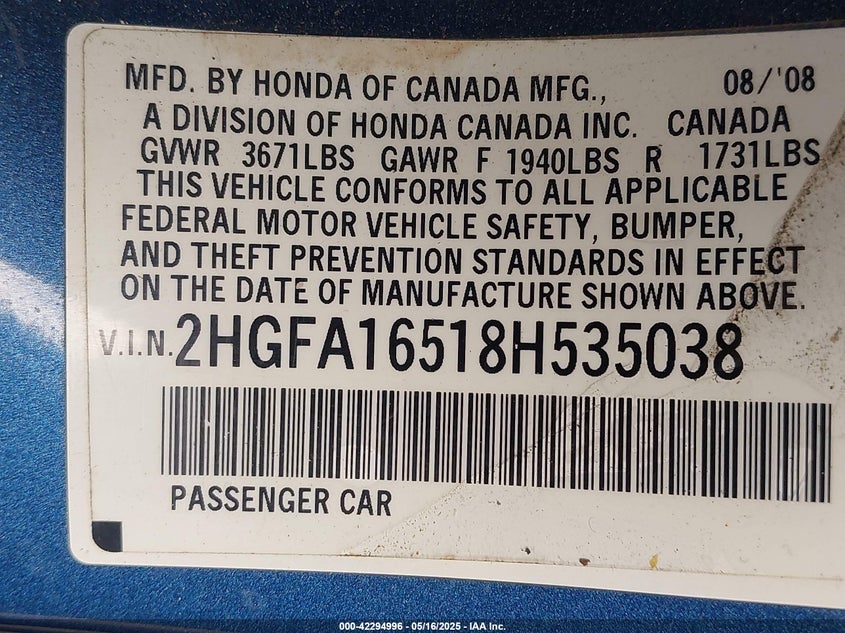 MFD. BY HONDA OF CANADA MFG., 08/'08
A DIVISION OF HONDA CANADA INC. CANADA
GVWR 3671LBS GAWR F 1940LBS R 1731LBS
THIS VEHICLE CONFORMS TO ALL APPLICABLE
FEDERAL MOTOR VEHICLE SAFETY, BUMPER,
AND THEFT PREVENTION STANDARDS IN EFFECT
ON THE DATE OF MANUFACTURE SHOWN ABOVE.
V.I.N. 2HGFA16518H535038
PASSENGER CAR
000-42294996 - 05/16/2025 - IAA Inc.